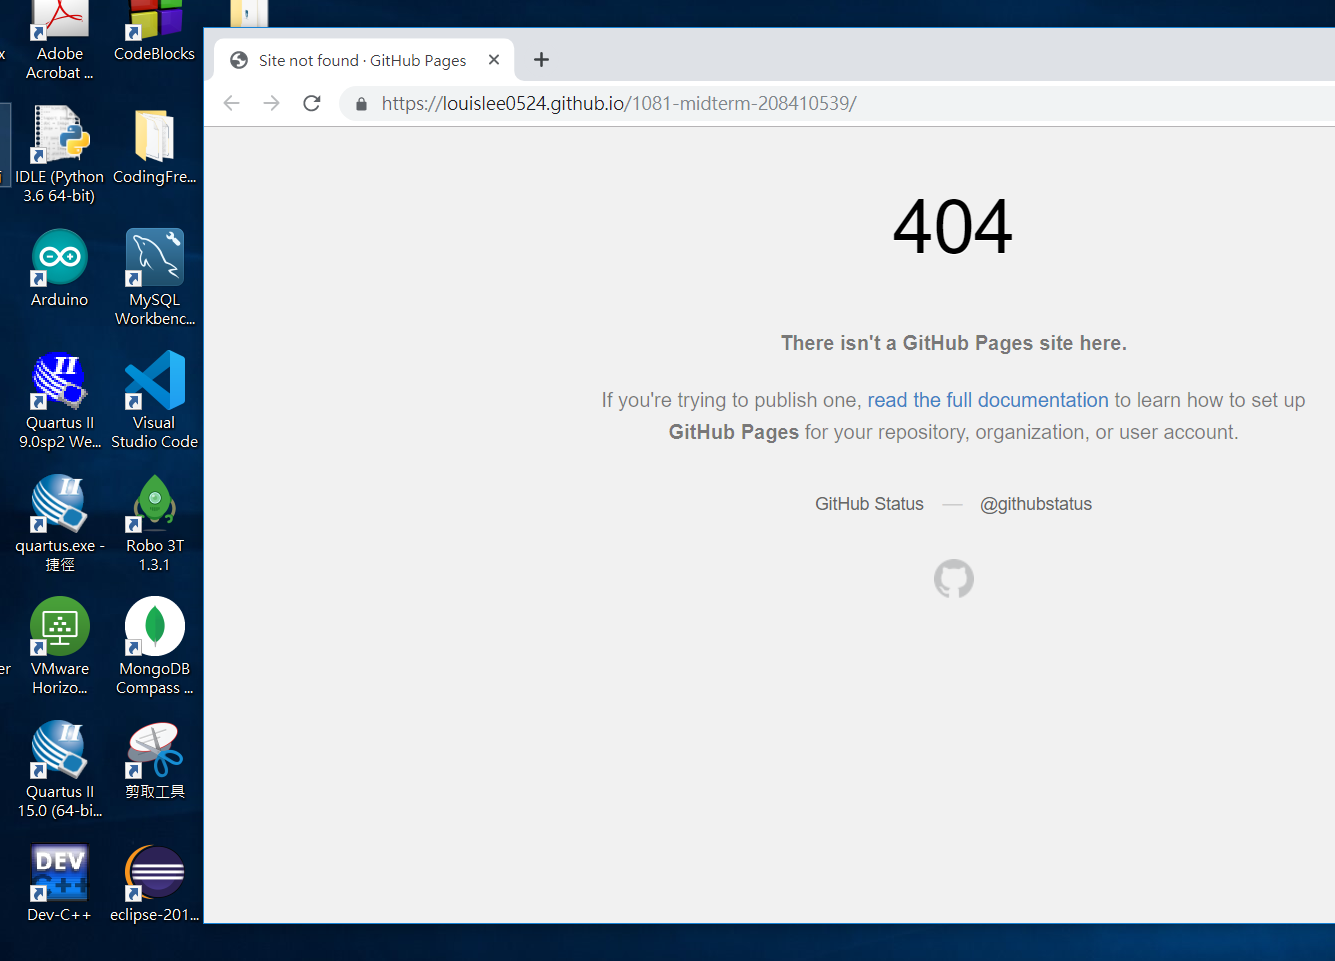 x
Adobe
Acrobat ...
CodeBlocks
IDLE (Python
3.6 64-bit)
CodingFre...
Arduino
MySQL
Workbenc...
Quartus II
9.0sp2 We...
Visual
Studio Code
quartus.exe -
捷徑
Robo 3T
1.3.1
er
VMware
Horizo...
MongoDB
Compass ...
Quartus II
15.0 (64-bi...
剪取工具
DEV
C++
Dev-C++
eclipse-201...
Site not found · GitHub Pages
https://louislee0524.github.io/1081-midterm-208410539/
404
There isn't a GitHub Pages site here.
If you're trying to publish one, read the full documentation to learn how to set up
GitHub Pages for your repository, organization, or user account.
GitHub Status — @githubstatus